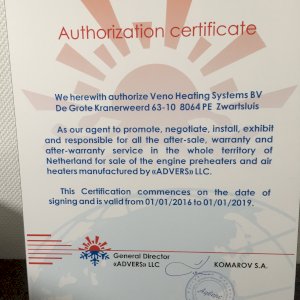 Authorization certificate
We herewith authorize Veno Heating Systems BV
De Grote Kranerweerd 63-10 8064 PE Zwartsluis
As our agent to promote, negotiate, install, exhibit
and responsible for all the after-sale, warranty and
after-warranty service in the whole territory of
Netherland for sale of the engine preheaters and air
heaters manufactured by «ADVERS» LLC.
This Certification commences on the date of
signing and is valid from 01/01/2016 to 01/01/2019.
General Director
«ADVERS» LLC
KOMAROV S.A.